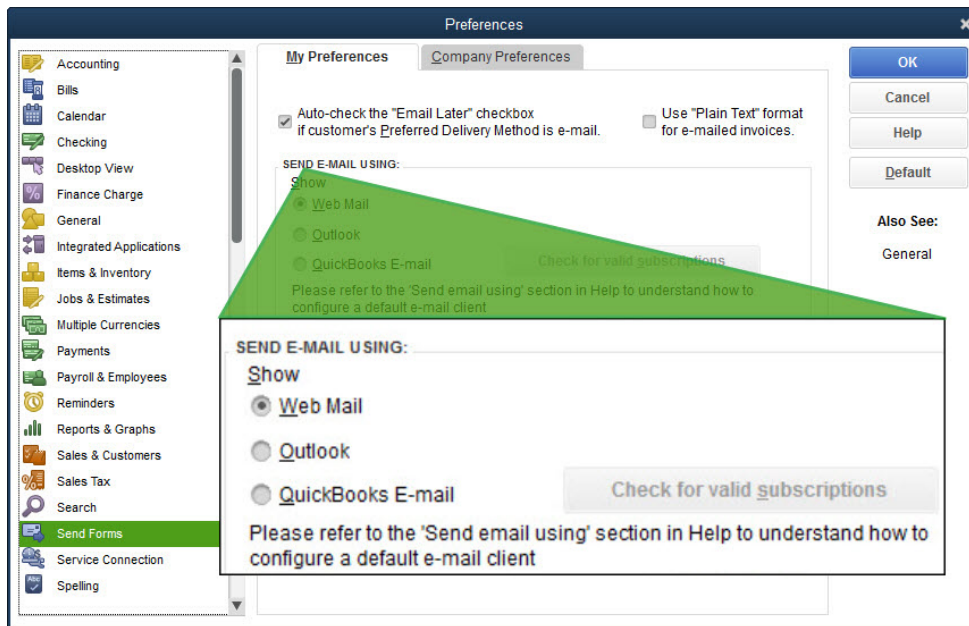 Preferences
Accounting
Bills
Calendar
Checking
Desktop View
Finance Charge
General
Integrated Applications
Items & Inventory
Jobs & Estimates
Multiple Currencies
Payments
Payroll & Employees
Reminders
Reports & Graphs
Sales & Customers
Sales Tax
Search
Send Forms
Service Connection
Spelling
My Preferences
Company Preferences
Auto-check the "Email Later" checkbox
if customer's Preferred Delivery Method is e-mail.
Use "Plain Text" format
for e-mailed invoices.
SEND E-MAIL USING:
Show
Web Mail
Outlook
QuickBooks E-mail
Check for valid subscriptions
Please refer to the 'Send email using' section in Help to understand how to
configure a default e-mail client
SEND E-MAIL USING:
Show
Web Mail
Outlook
QuickBooks E-mail
Check for valid subscriptions
Please refer to the 'Send email using' section in Help to understand how to
configure a default e-mail client
OK
Cancel
Help
Default
Also See:
General
%
%
Abc